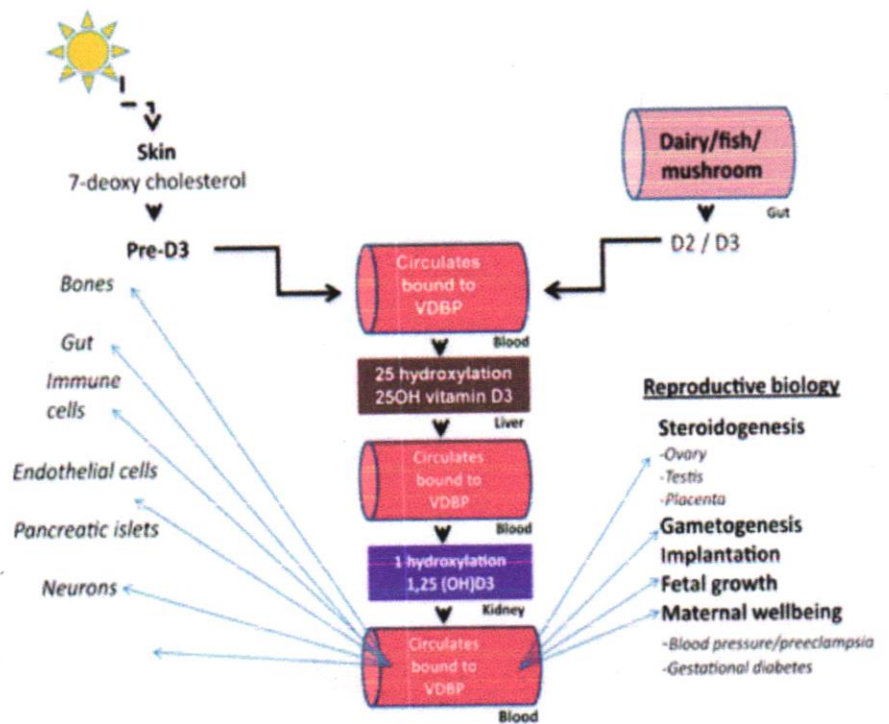 Skin
7-deoxy cholesterol
Pre-D3
Dairy/fish/
mushroom
Gut
D2 / D3
Circulates
bound to
VDBP
Blood
25 hydroxylation
25OH vitamin D3
Liver
Circulates
bound to
VDBP
Blood
1 hydroxylation
1,25 (OH)D3
Kidney
Circulates
bound to
VDBP
Blood
Bones
Gut
Immune
cells
Endothelial cells
Pancreatic islets
Neurons
Reproductive biology
Steroidogenesis
-Ovary
-Testis
-Placenta
Gametogenesis
Implantation
Fetal growth
Maternal wellbeing
-Blood pressure/preeclampsia
-Gestational diabetes